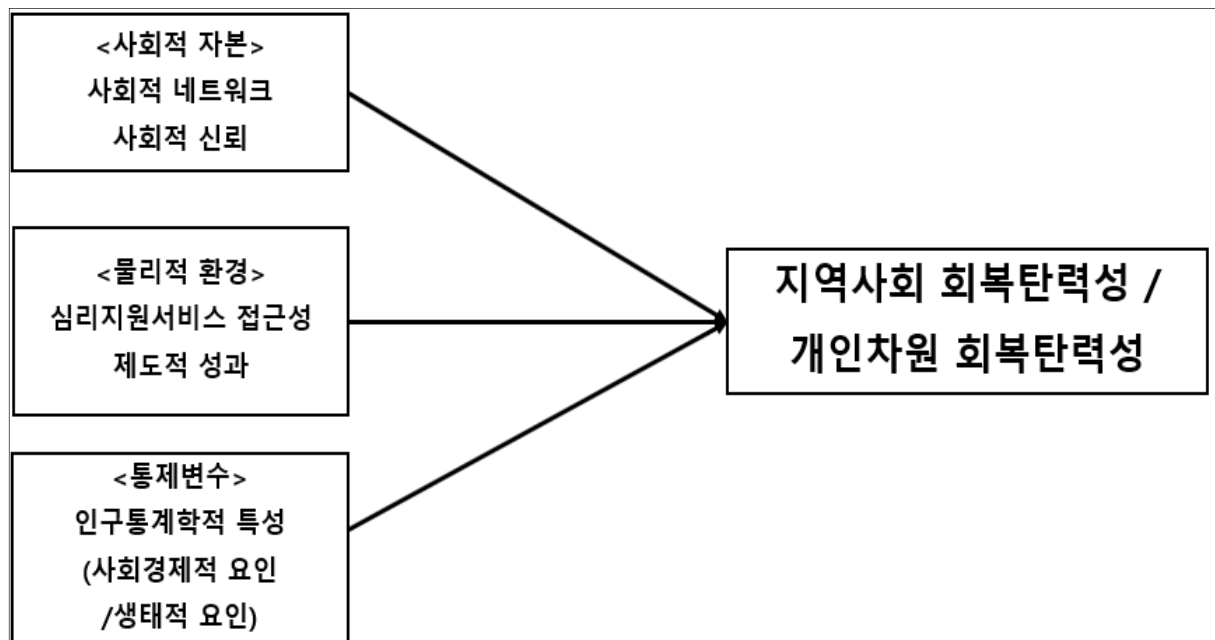 <사회적 자본>
사회적 네트워크
사회적 신뢰
<물리적 환경>
심리지원서비스 접근성
제도적 성과
<통제변수>
인구통계학적 특성
(사회경제적 요인
/생태적 요인)
지역사회 회복탄력성 /
개인차원 회복탄력성